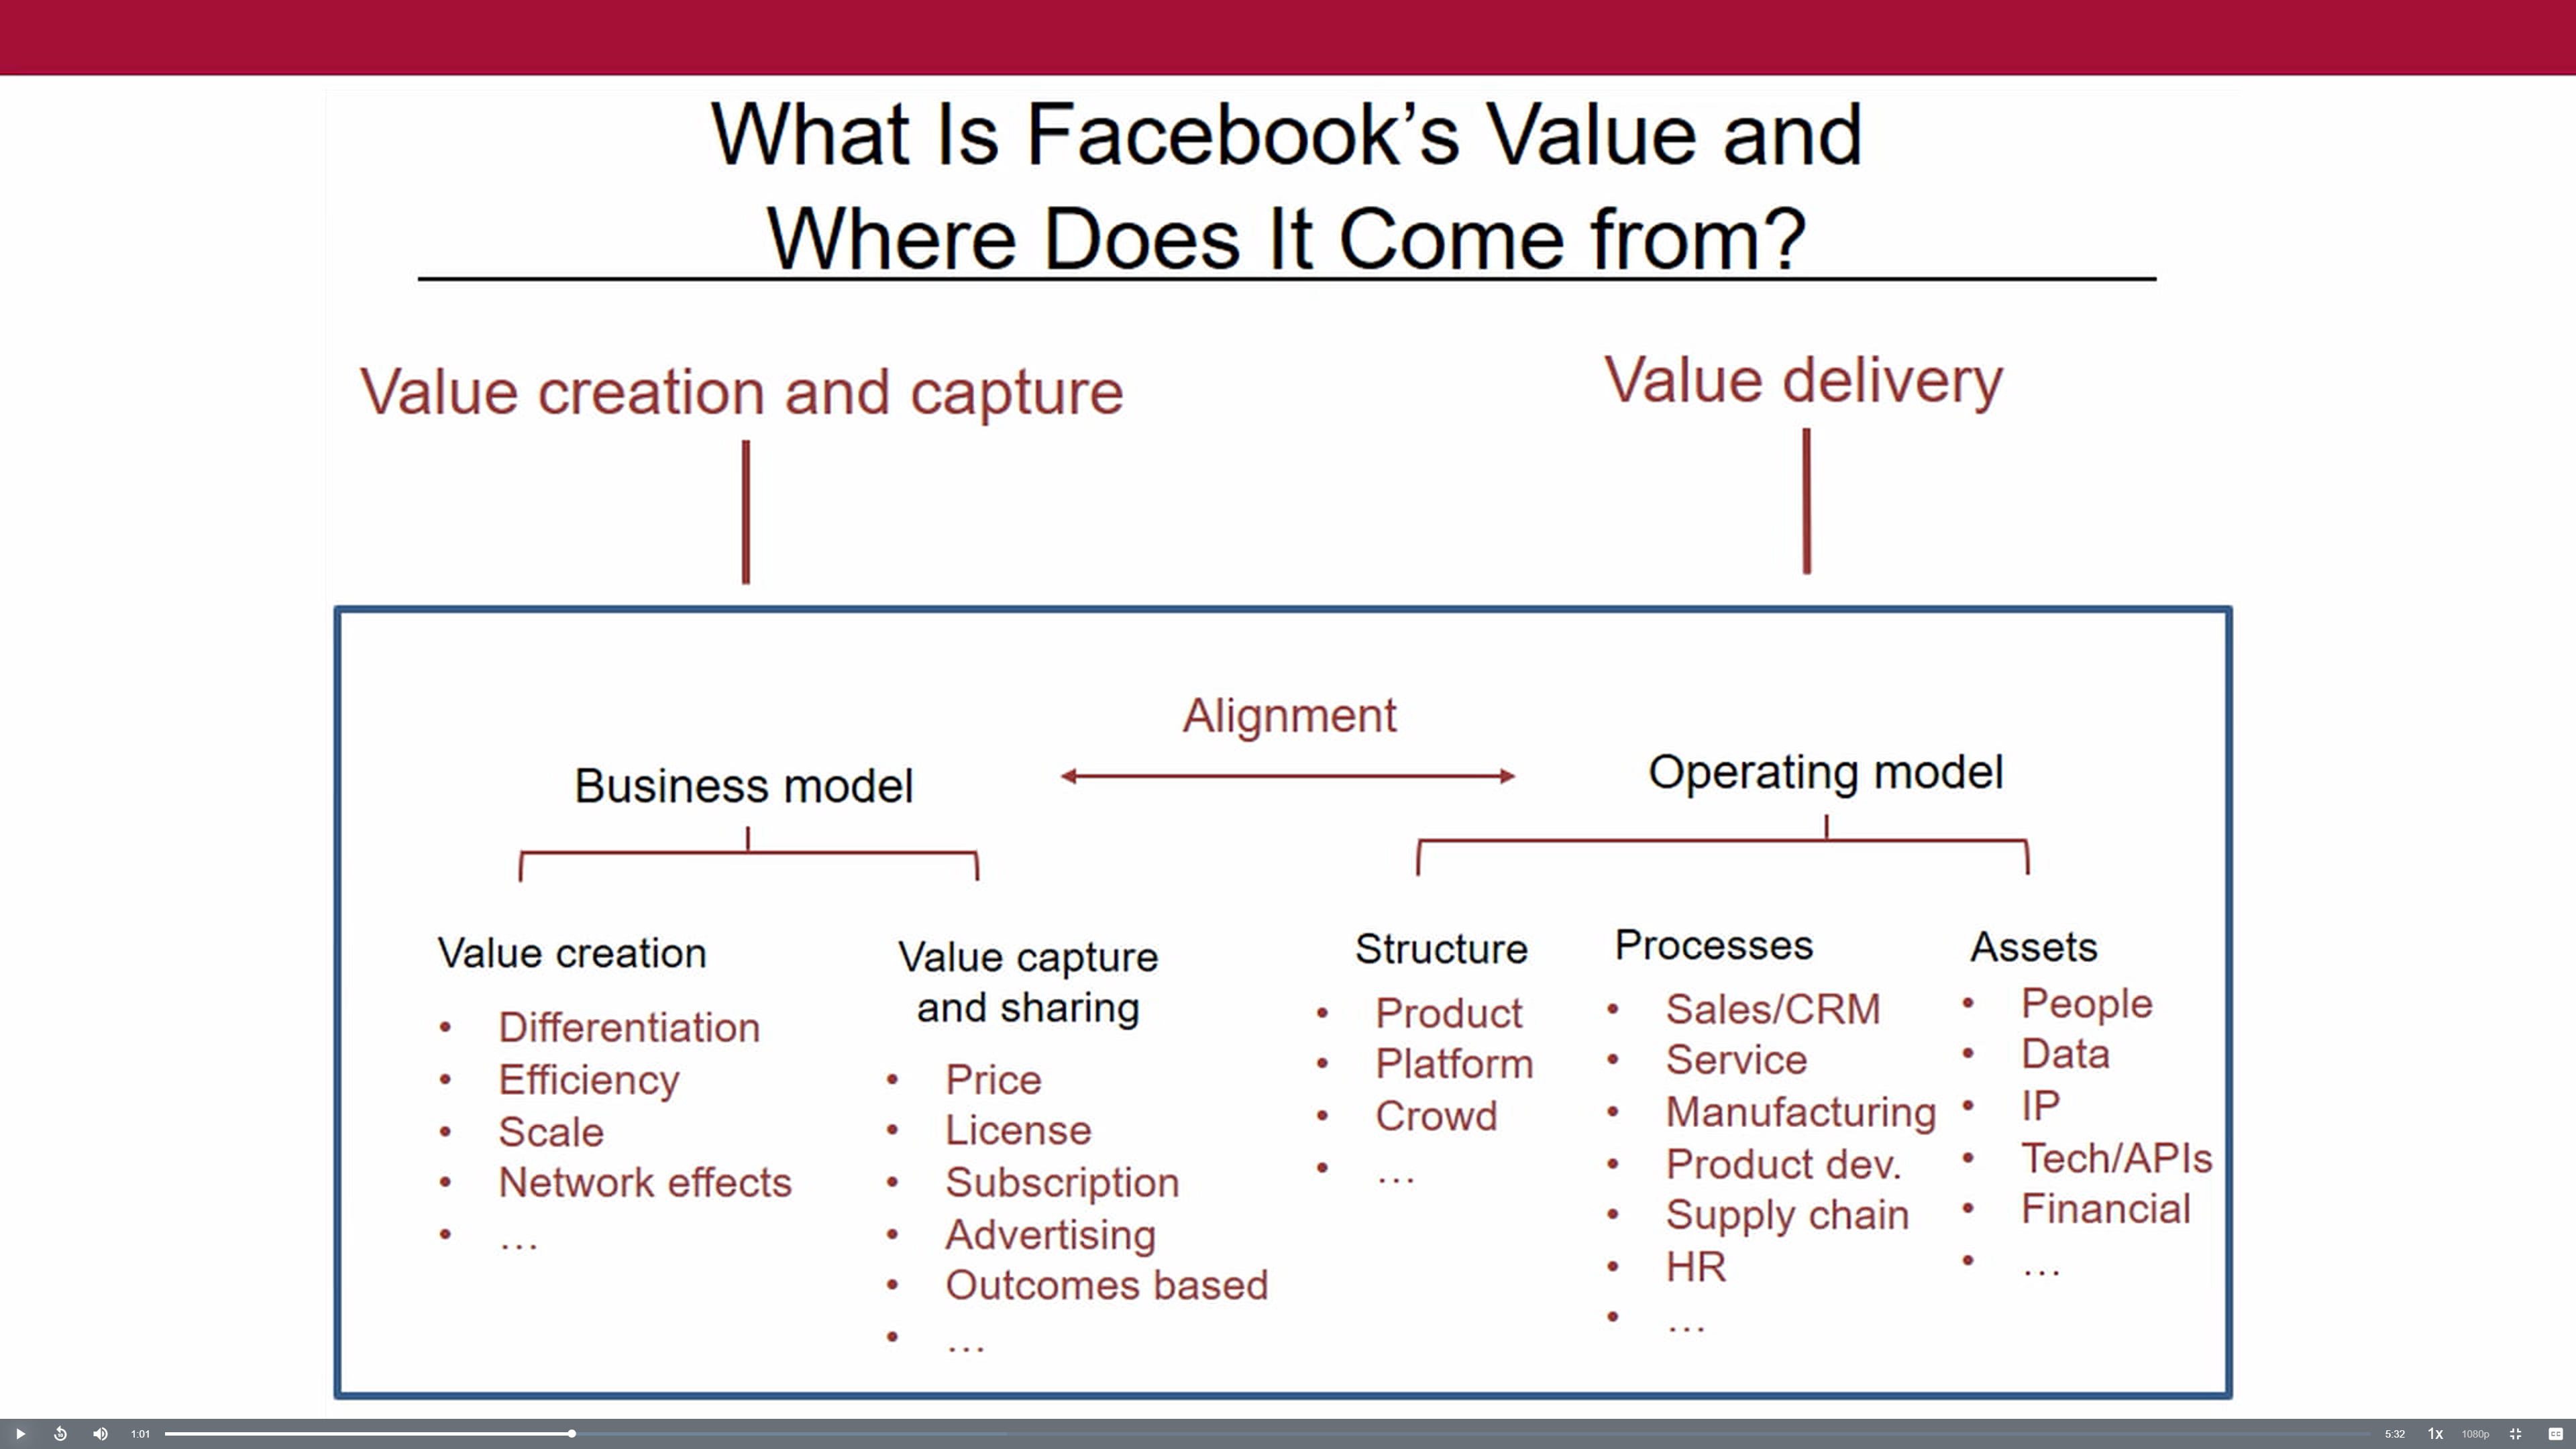 What Is Facebook's Value and
Where Does It Come from?
Value creation and capture
Value delivery
Alignment
Business model
Operating model
Value creation
• Differentiation
• Efficiency
• Scale
• Network effects
• ...
Value capture
and sharing
• Price
• License
• Subscription
• Advertising
• Outcomes based
• ...
Structure
• Product
• Platform
• Crowd
• ...
Processes
• Sales/CRM
• Service
• Manufacturing
• Product dev.
• Supply chain
• HR
• ...
Assets
• People
• Data
• IP
• Tech/APIs
• Financial
• ...
1:01
5:32
1x
1080p
CC